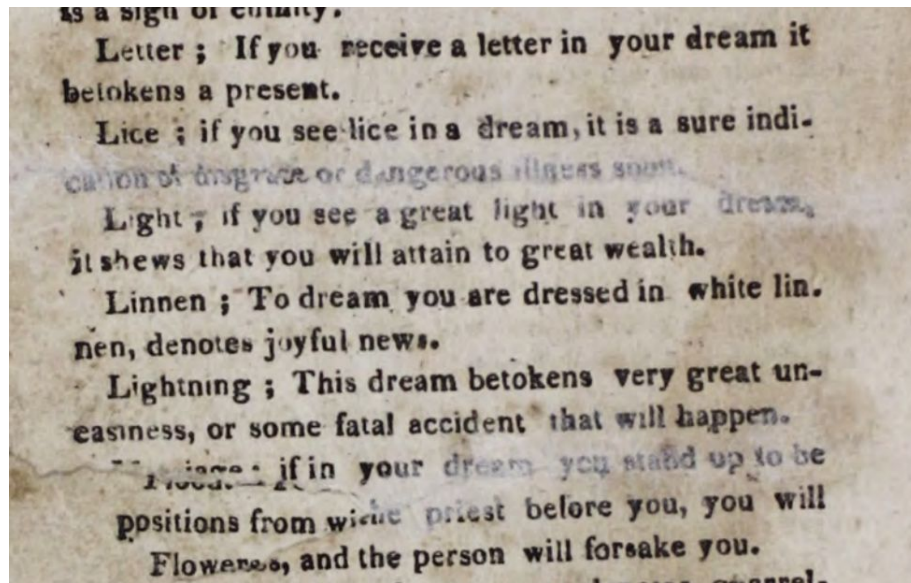 as a sign of enmity.
Letter ; If you receive a letter in your dream it
betokens a present.
Lice ; if you see lice in a dream, it is a sure indi-
cation of disgrace or dangerous illness soon.
Light ; if you see a great light in your dream,
it shews that you will attain to great wealth.
Linnen ; To dream you are dressed in white lin.
nen, denotes joyful news.
Lightning ; This dream betokens very great un-
easiness, or some fatal accident that will happen.
if in your dream you stand up to be
positions from priest before you, you will
Flowers, and the person will forsake you.
quarrel-